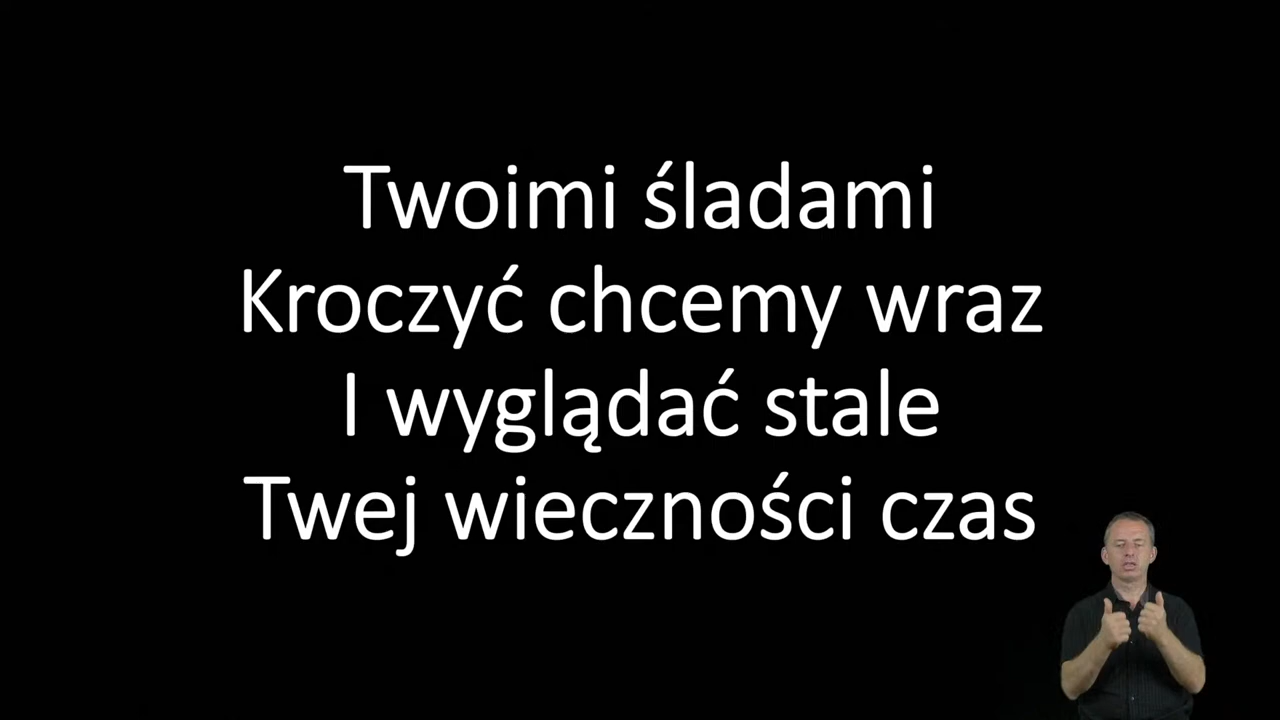 Twoimi śladami
Kroczyć chcemy wraz
I wyglądać stale
Twej wieczności czas